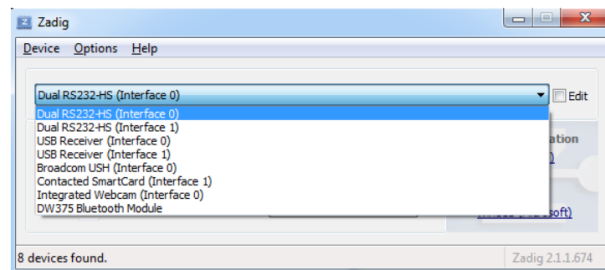 Zadig
Device Options Help
Dual RS232-HS (Interface 0) Edit
Dual RS232-HS (Interface 0)
Dual RS232-HS (Interface 1)
USB Receiver (Interface 0)
USB Receiver (Interface 1)
Broadcom USH (Interface 0)
Contacted SmartCard (Interface 1)
Integrated Webcam (Interface 0)
DW375 Bluetooth Module
8 devices found. Zadig 2.1.1.674